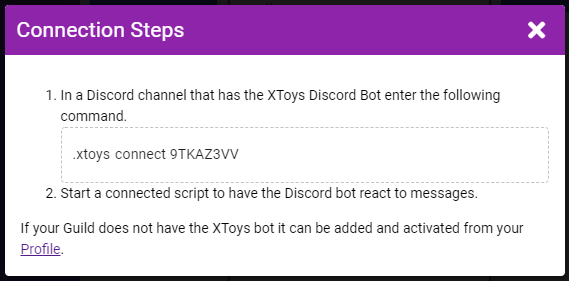 Connection Steps
1. In a Discord channel that has the XToys Discord Bot enter the following
command.
.xtoys connect 9TKAZ3VV
2. Start a connected script to have the Discord bot react to messages.
If your Guild does not have the XToys bot it can be added and activated from your
Profile.